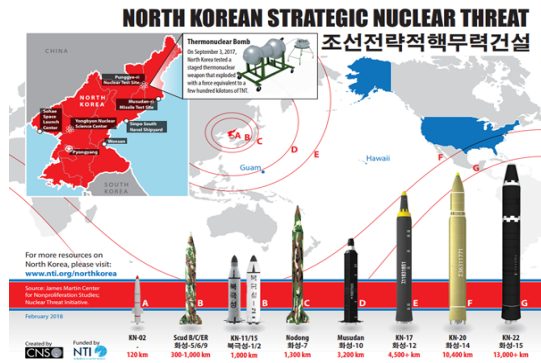 NORTH KOREAN STRATEGIC NUCLEAR THREAT
조선전략적핵무력건설
CHINA
Thermonuclear Bomb
On September 3, 2017,
North Korea tested a
staged thermonuclear
weapon that exploded
with a force equivalent to a
few hundred kilotons of TNT.
NORTH
KOREA
Punggye-ri
Nuclear Test Site
Musudan-ri
Missile Test Site
Sohae
Space
Launch
Center
Yongbyon Nuclear
Science Center
Sinpo South
Naval Shipyard
Wonsan
Pyongyang
SOUTH
KOREA
A
B
C
D
E
F
G
Guam
Hawaii
For more resources on
North Korea, please visit:
www.nti.org/northkorea
Source: James Martin Center
for Nonproliferation Studies;
Nuclear Threat Initiative.
February 2018
Created by
CNS
Funded by
NTI
A
B
C
C
D
E
F
G
북극성
북극성-2
KN-02
120 km
Scud B/C/ER
화성-5/6/9
300-1,000 km
KN-11/15
북극성-1/2
1,000 km
Nodong
화성-7
1,300 km
Musudan
화성-10
3,200 km
KN-17
화성-12
4,500+ km
KN-20
화성-14
10,400 km
KN-22
화성-15
13,000+ km